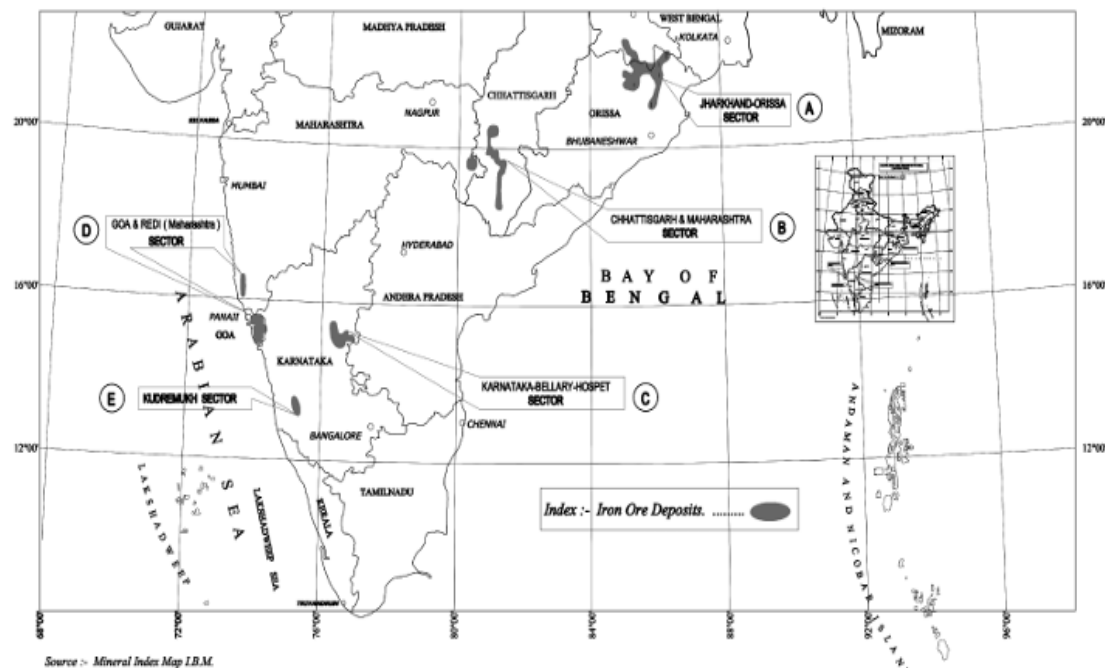 GUJARAT
MADHYA PRADESH
WEST BENGAL
KOLKATA
MIZORAM
CHHATTISGARH
NAGPUR
ORISSA
JHARKHAND-ORISSA
SECTOR
A
MAHARASHTRA
BHUBANESHWAR
20°00'
20°00'
MUMBAI
GOA & REDI ( Maharashtra )
SECTOR
D
CHHATTISGARH & MAHARASHTRA
SECTOR
B
HYDERABAD
BAY OF
BENGAL
16°00'
16°00'
ANDHRA PRADESH
PANAJI
GOA
KARNATAKA
KARNATAKA-BELLARY-HOSPET
SECTOR
C
E
KUDREMUKH SECTOR
BANGALORE
CHENNAI
12°00'
12°00'
ARABIAN SEA
LAKSHADWEEP
LAKSHADWEEP SEA
KERALA
TAMILNADU
ANDAMAN AND NICOBAR ISLAN
Index :- Iron Ore Deposits. ..........
68°00'
72°00'
76°00'
80°00'
84°00'
88°00'
92°00'
96°00'
Source :- Mineral Index Map I.B.M.